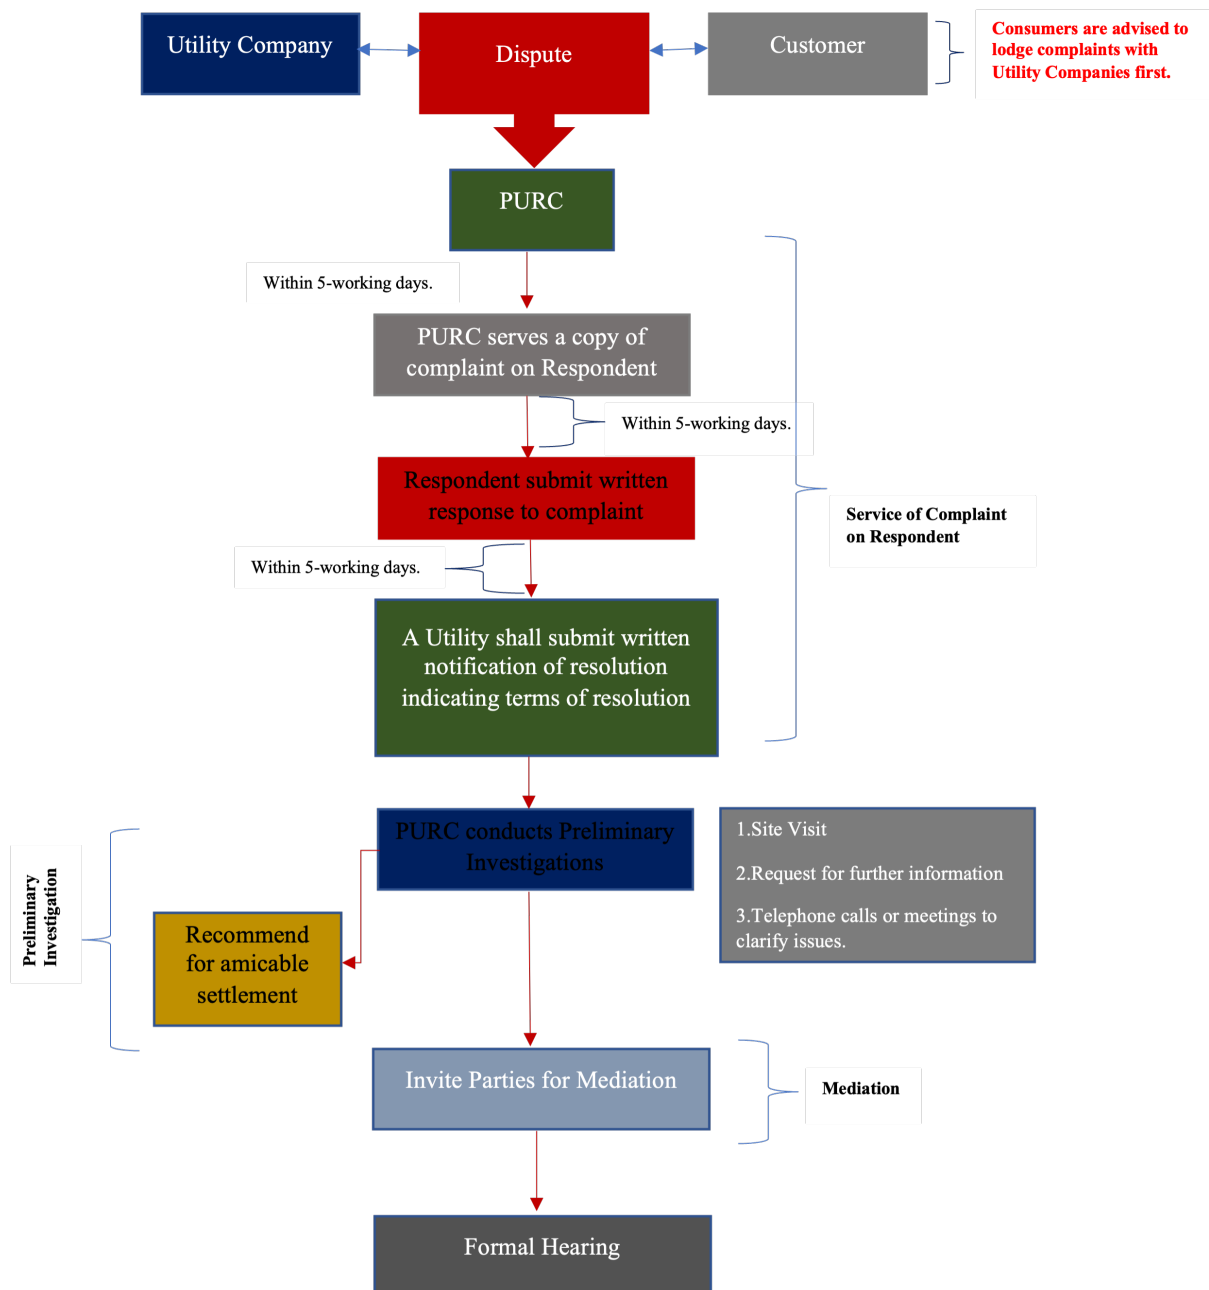 Utility Company
Dispute
Customer
Consumers are advised to
lodge complaints with
Utility Companies first.
PURC
Within 5-working days.
PURC serves a copy of
complaint on Respondent
Within 5-working days.
Respondent submit written
response to complaint
Service of Complaint
on Respondent
Within 5-working days.
A Utility shall submit written
notification of resolution
indicating terms of resolution
PURC conducts Preliminary
Investigations
1.Site Visit
2.Request for further information
3.Telephone calls or meetings to
clarify issues.
Preliminary
Investigation
Recommend
for amicable
settlement
Invite Parties for Mediation
Mediation
Formal Hearing